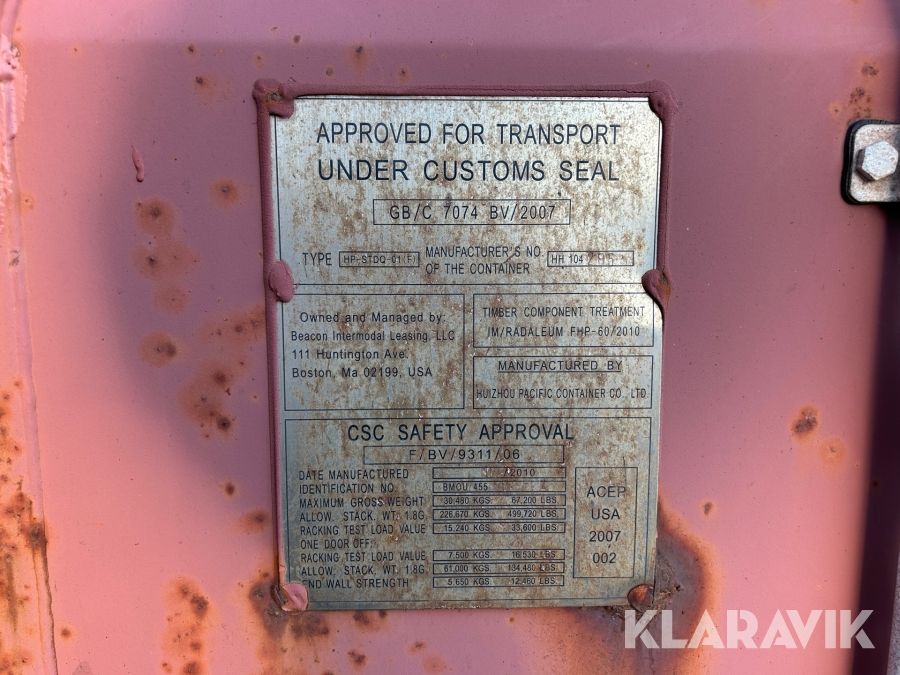 APPROVED FOR TRANSPORT
UNDER CUSTOMS SEAL
GB/C 7074 BV/2007
TYPE HP-STDQ-01(F) MANUFACTURER'S NO. OF THE CONTAINER HH 104
Owned and Managed by:
Beacon Intermodal Leasing, LLC
111 Huntington Ave.
Boston, Ma 02199, USA
TIMBER COMPONENT TREATMENT
IM/RADALEUM FHP-60/2010
MANUFACTURED BY
HUIZHOU PACIFIC CONTAINER CO., LTD.
CSC SAFETY APPROVAL
F/BV/9311/06
DATE MANUFACTURED 2010
IDENTIFICATION NO. BMOU 455
MAXIMUM GROSS WEIGHT 30,480 KGS. 67,200 LBS.
ALLOW. STACK. WT. 1.8G. 226,670 KGS. 499,720 LBS.
RACKING TEST LOAD VALUE 15,240 KGS. 33,600 LBS.
ONE DOOR OFF:
RACKING TEST LOAD VALUE 7,500 KGS. 16,530 LBS.
ALLOW. STACK. WT. 1.8G. 61,000 KGS. 134,480 LBS.
END WALL STRENGTH 5,650 KGS. 12,460 LBS.
ACEP
USA
2007
002
KLARAVIK